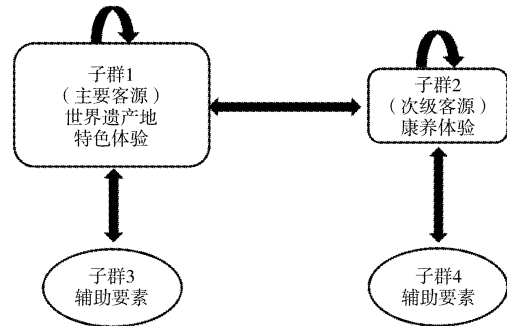 子群1
（主要客源）
世界遗产地
特色体验
子群2
（次级客源）
康养体验
子群3
辅助要素
子群4
辅助要素